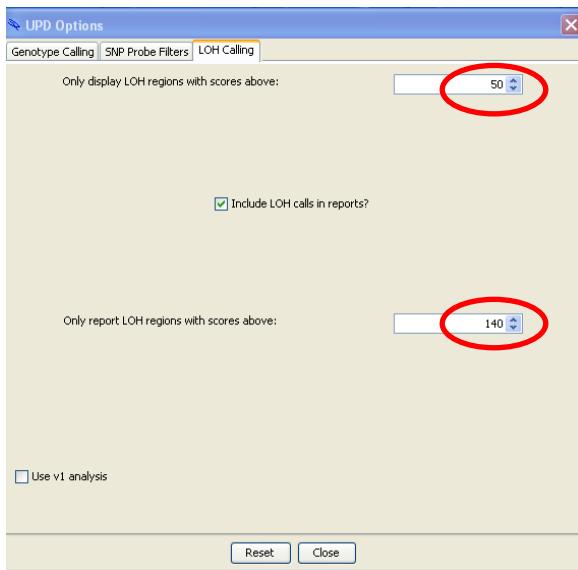 UPD Options
Genotype Calling SNP Probe Filters LOH Calling
Only display LOH regions with scores above: 50
Include LOH calls in reports?
Only report LOH regions with scores above: 140
Use v1 analysis
Reset Close